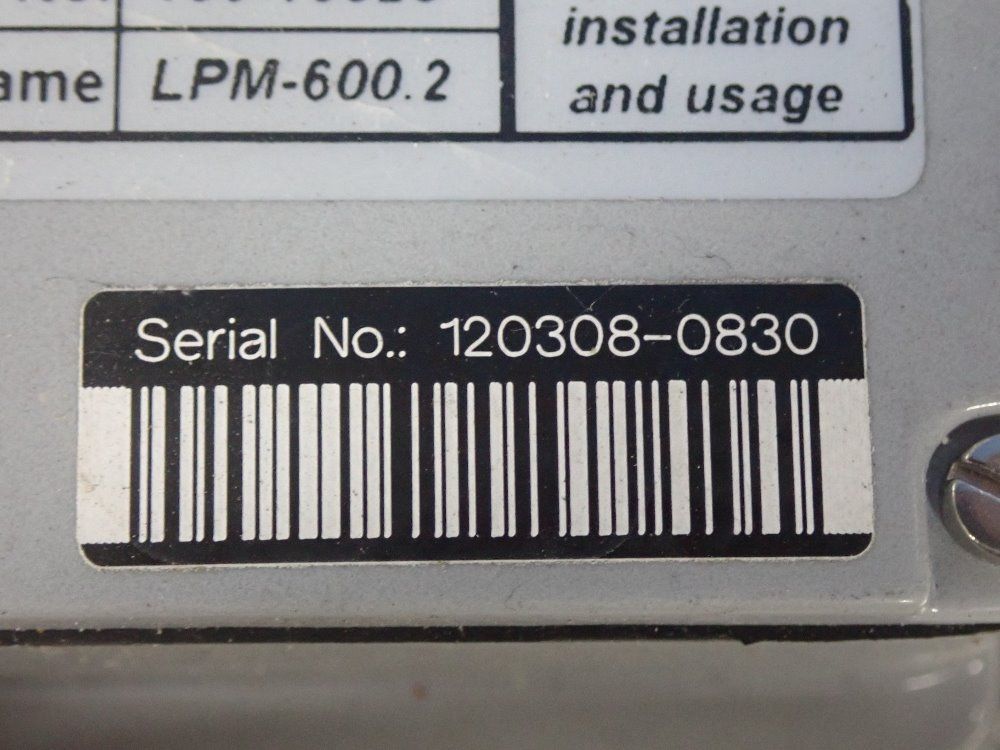 installation
ame LPM-600.2
and usage
Serial No.: 120308-0830